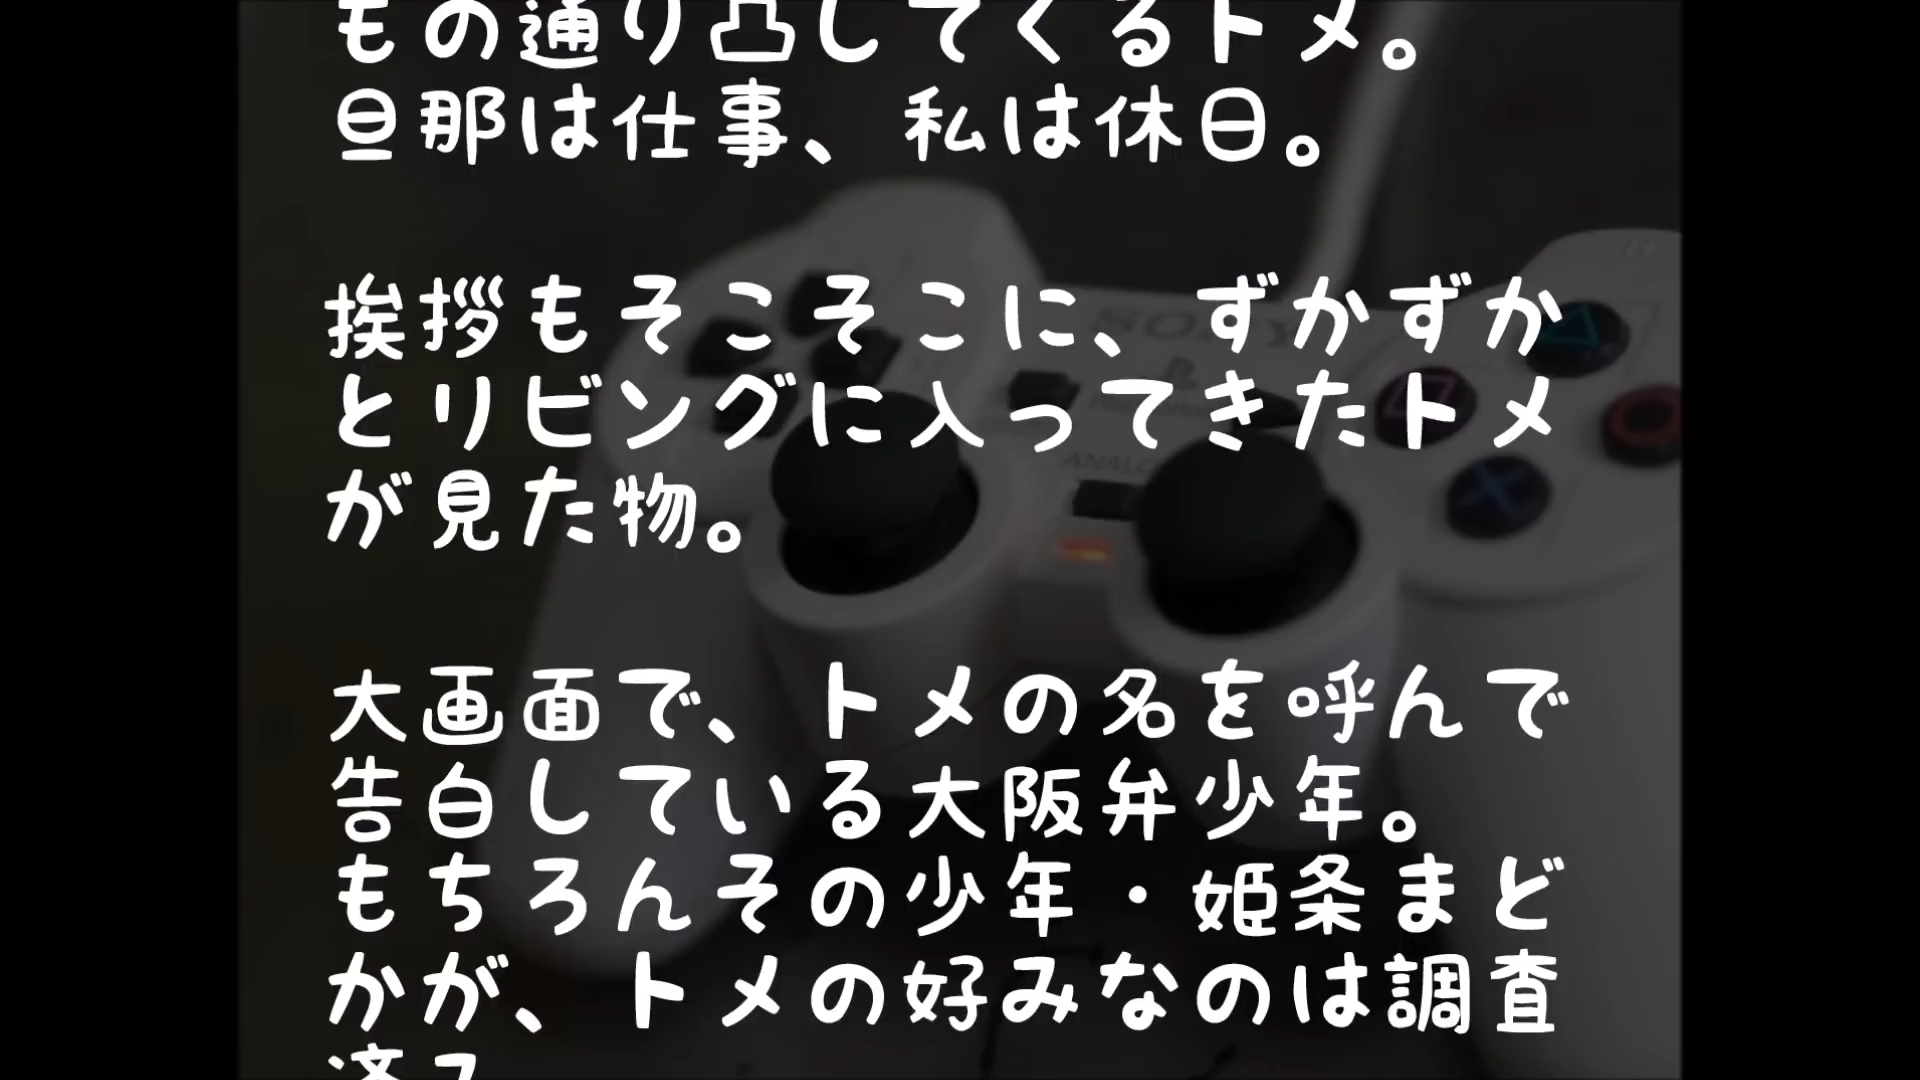 もの通り凸してくるトメ。
旦那は仕事、私は休日。
挨拶もそこそこに、ずかずか
とリビングに入ってきたトメ
が見た物。
大画面で、トメの名を呼んで
告白している大阪弁少年。
もちろんその少年・姫条まど
かが、トメの好みなのは調査
SONY
ANALOG